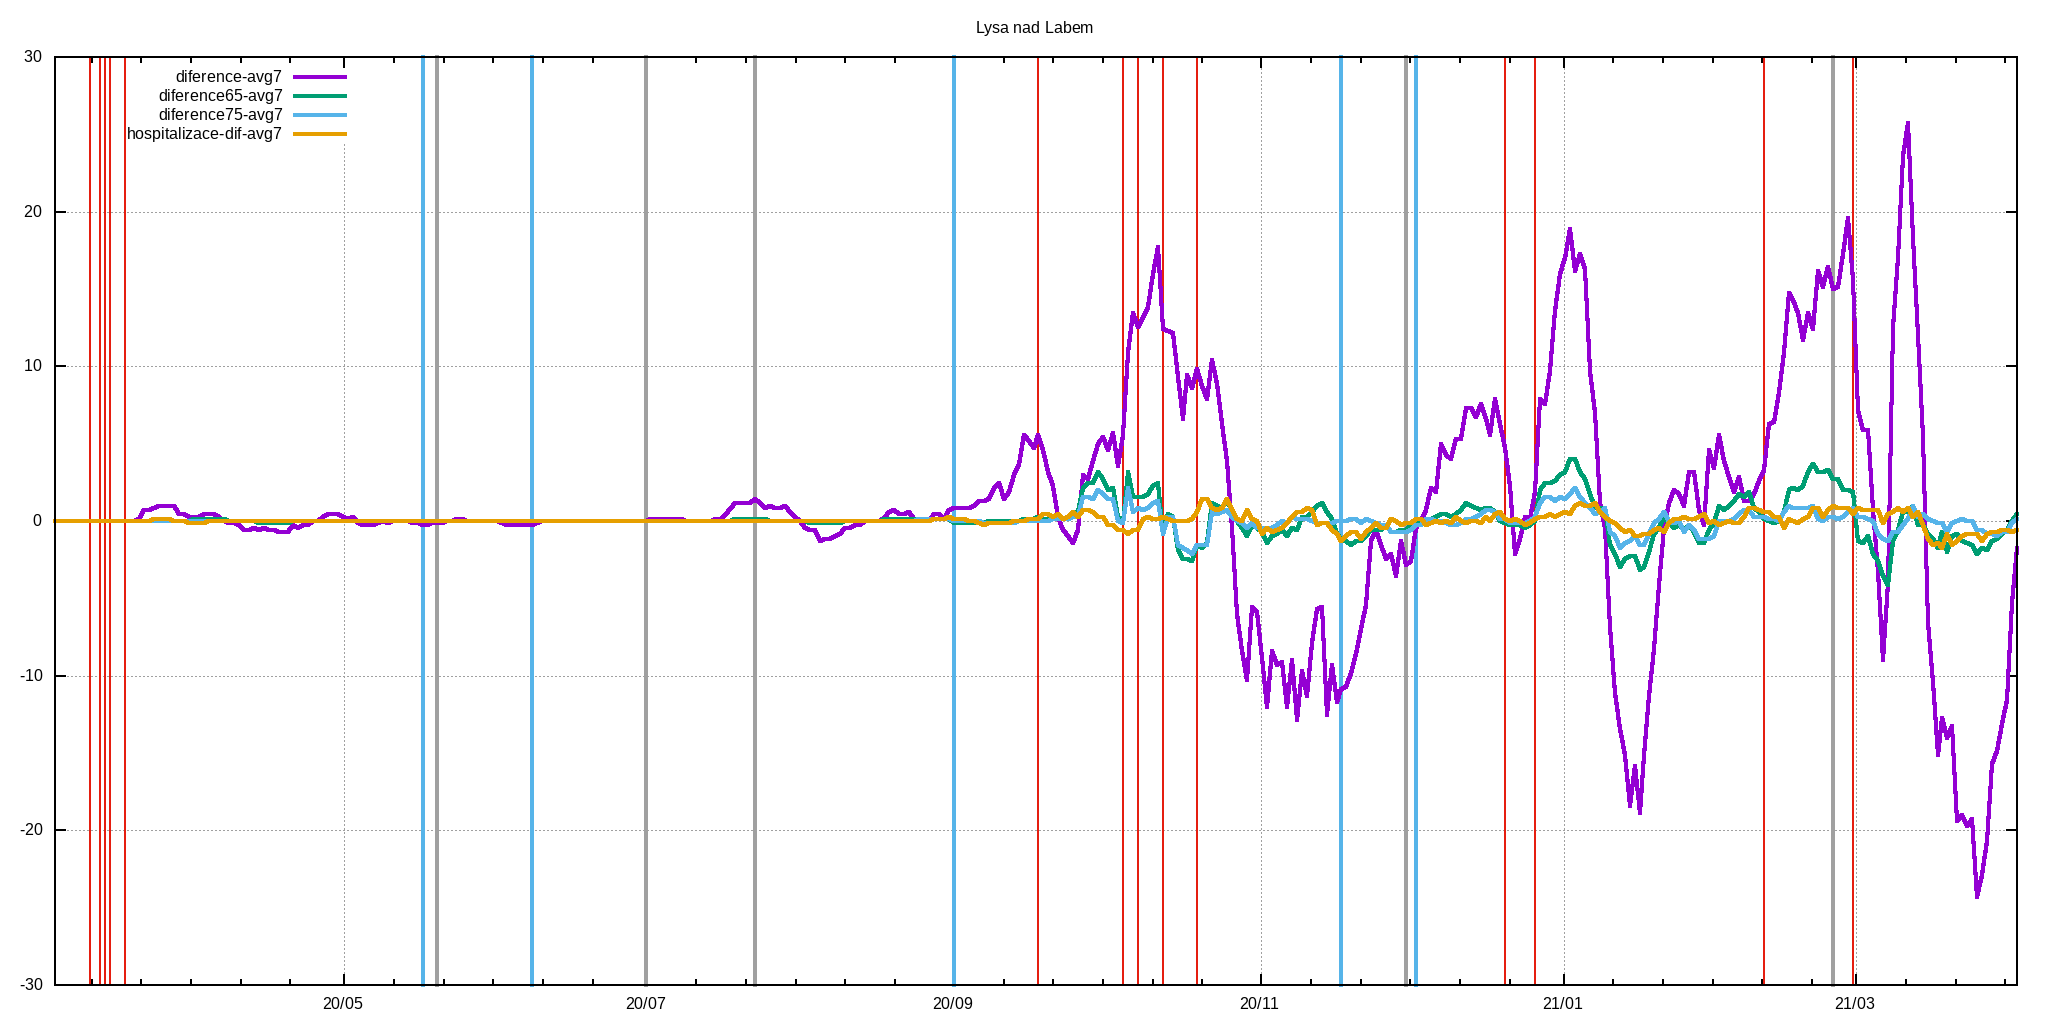 Lysa nad Labem
diference-avg7
diference65-avg7
diference75-avg7
hospitalizace-dif-avg7
30
20
10
0
-10
-20
-30
20/05 20/07 20/09 20/11 21/01 21/03